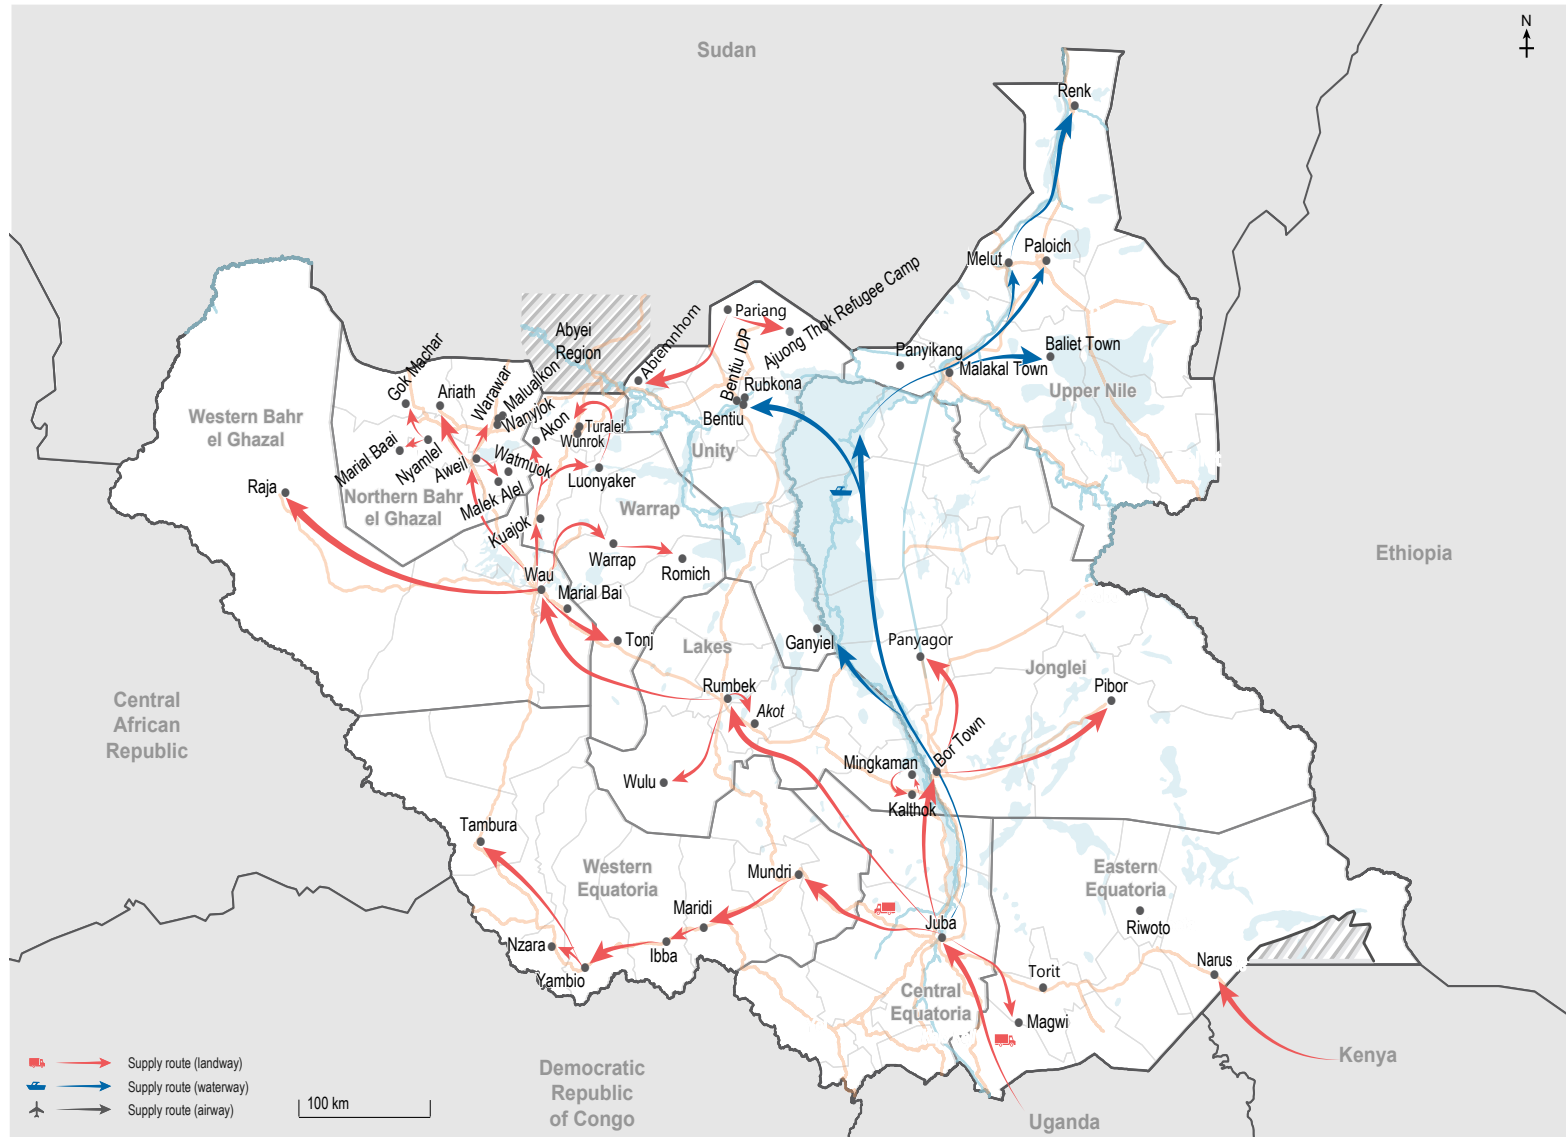 N
Sudan
Renk
Melut
Paloich
Pariang
Ajuong Thok Refugee Camp
Abyei
Region
Abiemnhom
Bentiu IDP
Rubkona
Bentiu
Panyikang
Malakal Town
Baliet Town
Upper Nile
Gok Machar
Ariath
Warawar
Malualkon
Wanyjok
Akon
Turalei
Wunrok
Western Bahr
el Ghazal
Marial Baai
Nyamlel
Aweil
Watmuok
Malek Alel
Luonyaker
Unity
Raja
Northern Bahr
el Ghazal
Kuajok
Warrap
Warrap
Romich
Ethiopia
Wau
Marial Bai
Tonj
Lakes
Ganyiel
Panyagor
Jonglei
Pibor
Rumbek
Akot
Central
African
Republic
Wulu
Mingkaman
Bor Town
Kalthok
Tambura
Western
Equatoria
Mundri
Maridi
Ibba
Nzara
Yambio
Juba
Eastern
Equatoria
Riwoto
Torit
Narus
Central
Equatoria
Magwi
Kenya
Uganda
Democratic
Republic
of Congo
Supply route (landway)
Supply route (waterway)
Supply route (airway)
100 km